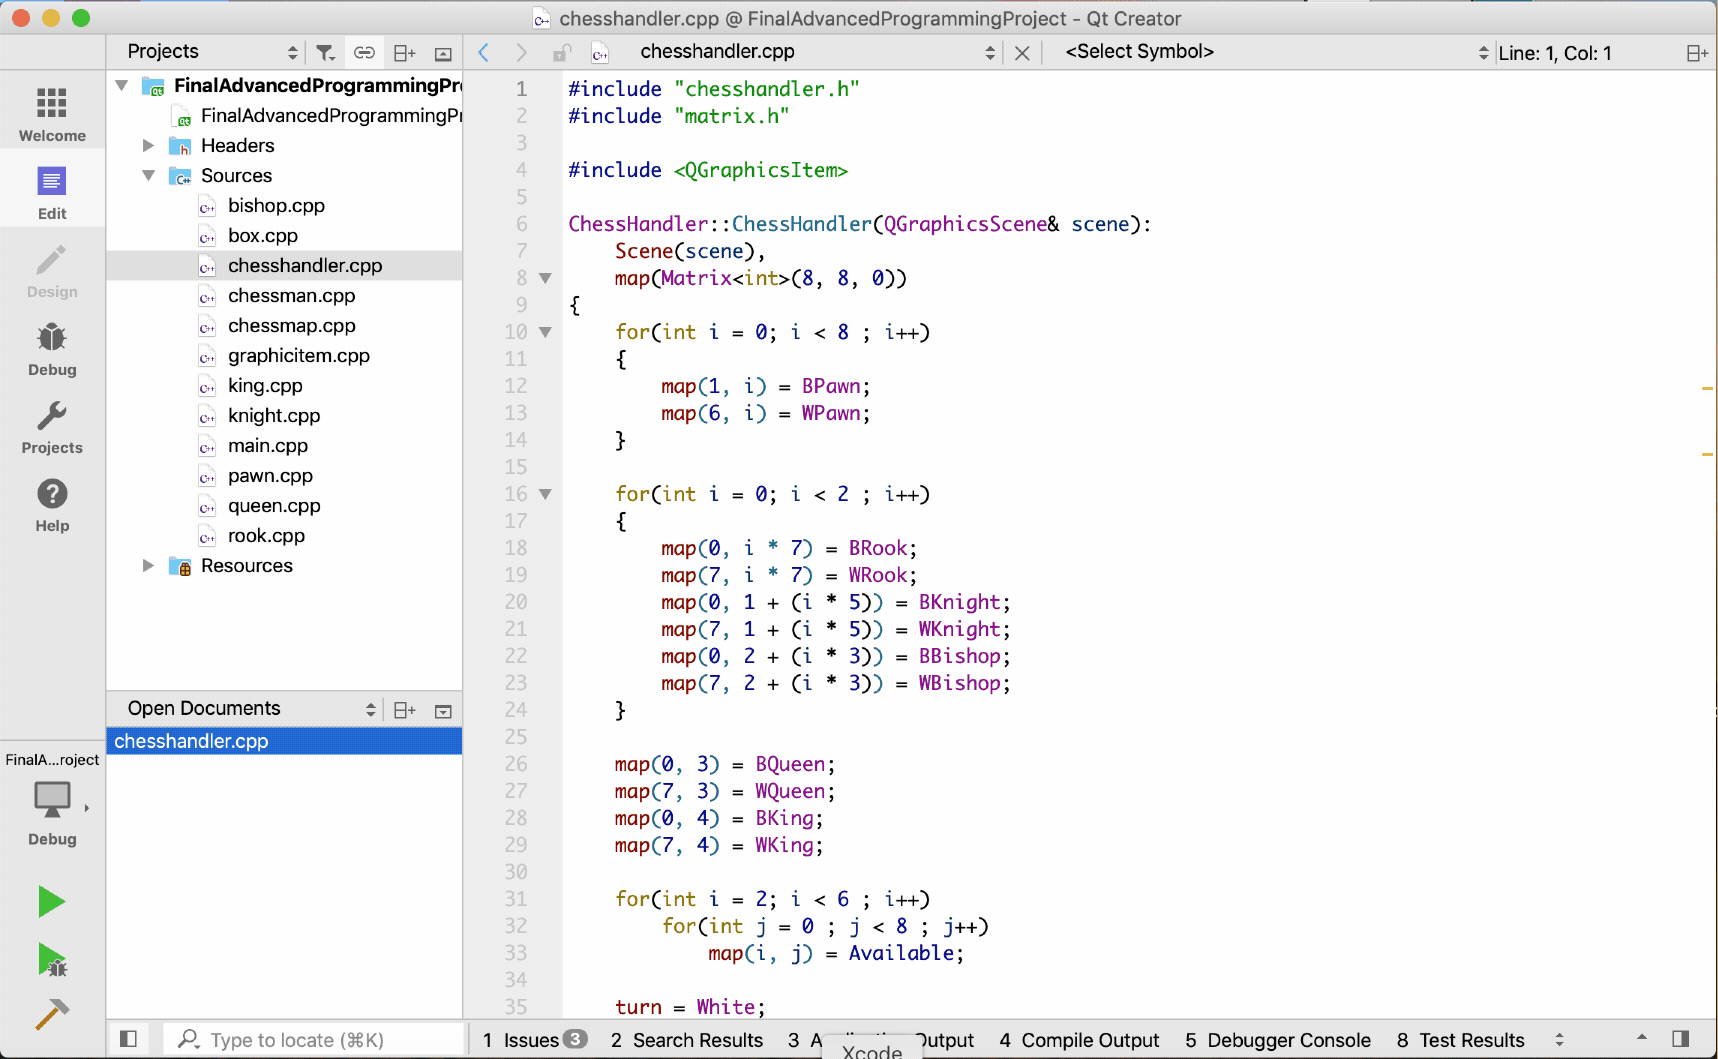 chesshandler.cpp @ FinalAdvancedProgrammingProject - Qt Creator
Projects
chesshandler.cpp
<Select Symbol>
Line: 1, Col: 1
Welcome
Edit
Design
Debug
Projects
Help
FinalAdvancedProgrammingPr
FinalAdvancedProgrammingP
Headers
Sources
bishop.cpp
box.cpp
chesshandler.cpp
chessman.cpp
chessmap.cpp
graphicitem.cpp
king.cpp
knight.cpp
main.cpp
pawn.cpp
queen.cpp
rook.cpp
Resources
Open Documents
chesshandler.cpp
FinalA...roject
Debug
1 #include "chesshandler.h"
2 #include "matrix.h"
3
4 #include <QGraphicsItem>
5
6 ChessHandler::ChessHandler(QGraphicsScene& scene):
7     Scene(scene),
8     map(Matrix<int>(8, 8, 0))
9 {
10     for(int i = 0; i < 8 ; i++)
11     {
12         map(1, i) = BPawn;
13         map(6, i) = WPawn;
14     }
15
16     for(int i = 0; i < 2 ; i++)
17     {
18         map(0, i * 7) = BRook;
19         map(7, i * 7) = WRook;
20         map(0, 1 + (i * 5)) = BKnight;
21         map(7, 1 + (i * 5)) = WKnight;
22         map(0, 2 + (i * 3)) = BBishop;
23         map(7, 2 + (i * 3)) = WBishop;
24     }
25
26     map(0, 3) = BQueen;
27     map(7, 3) = WQueen;
28     map(0, 4) = BKing;
29     map(7, 4) = WKing;
30
31     for(int i = 2; i < 6 ; i++)
32         for(int j = 0 ; j < 8 ; j++)
33             map(i, j) = Available;
34
35     turn = White;
Type to locate (⌘K)
1 Issues 3
2 Search Results
3 Output
4 Compile Output
5 Debugger Console
8 Test Results
Xcode